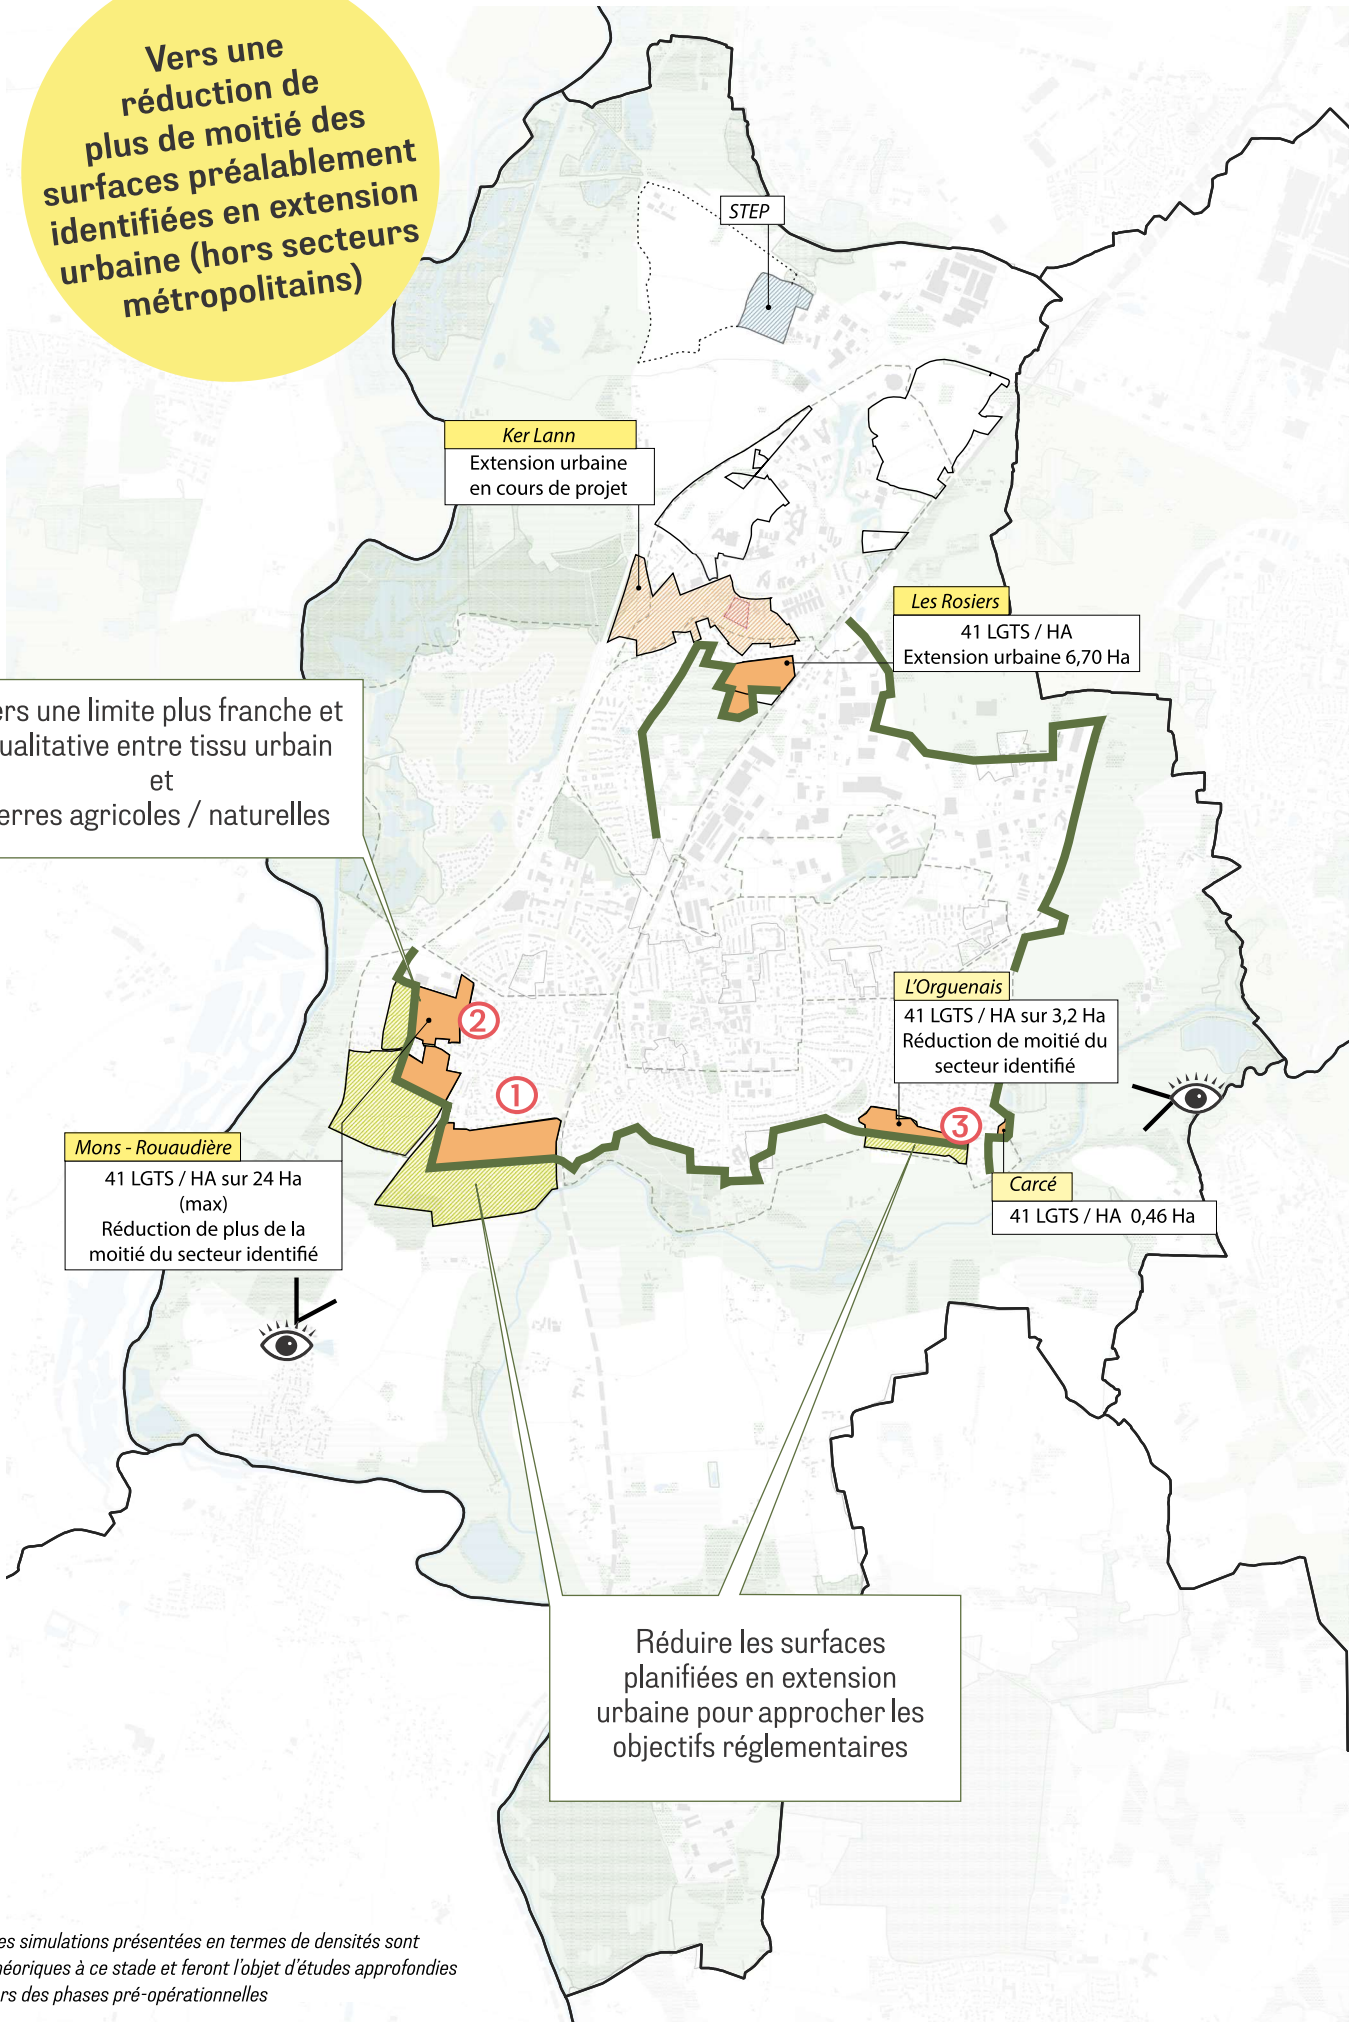 Vers une
réduction de
plus de moitié des
surfaces préalablement
identifiées en extension
urbaine (hors secteurs
métropolitains)
STEP
Ker Lann
Extension urbaine
en cours de projet
Les Rosiers
41 LGTS / HA
Extension urbaine 6,70 Ha
ers une limite plus franche et
ualitative entre tissu urbain
et
erres agricoles / naturelles
L'Orguenais
41 LGTS / HA sur 3,2 Ha
Réduction de moitié du
secteur identifié
2
1
3
Mons - Rouaudière
41 LGTS / HA sur 24 Ha
(max)
Réduction de plus de la
moitié du secteur identifié
Carcé
41 LGTS / HA 0,46 Ha
Réduire les surfaces
planifiées en extension
urbaine pour approcher les
objectifs réglementaires
es simulations présentées en termes de densités sont
héoriques à ce stade et feront l'objet d'études approfondies
rs des phases pré-opérationnelles